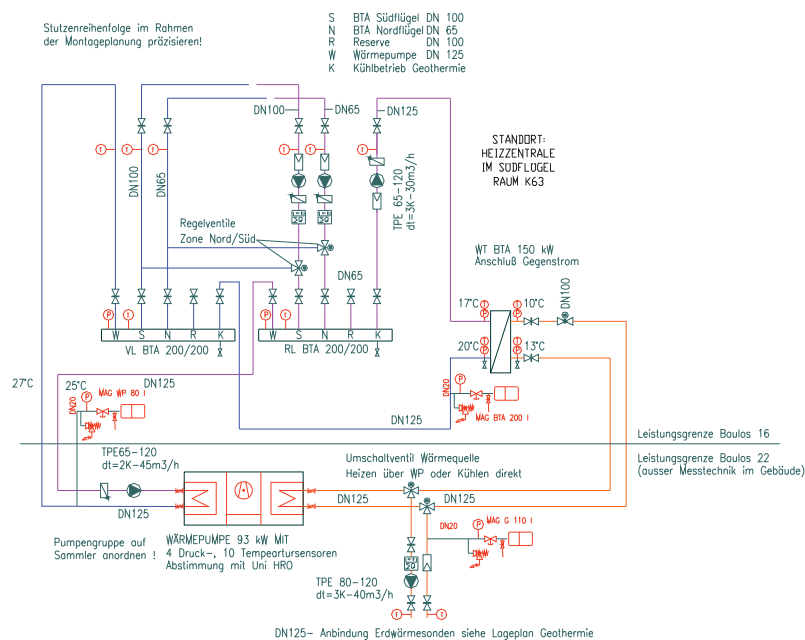 Stutzenreihenfolge im Rahmen
der Montageplanung präzisieren!
S BTA Südflügel DN 100
N BTA Nordflügel DN 65
R Reserve DN 100
W Wärmepumpe DN 125
K Kühlbetrieb Geothermie
DN100
DN65
DN125
STANDORT:
HEIZZENTRALE
IM SÜDFLÜGEL
RAUM K63
DN100
DN65
TPE 65-120
dt=3K-30m3/h
Regelventile
Zone Nord/Süd
WT BTA 150 kW
Anschluß Gegenstrom
DN65
DN100
17°C
10°C
20°C
13°C
W S N R K
VL BTA 200/200
W S N R K
RL BTA 200/200
27°C
25°C
DN125
DN20
MAG WP 80 l
DN20
MAG BTA 200 l
DN125
Leistungsgrenze Baulos 16
Leistungsgrenze Baulos 22
(ausser Messtechnik im Gebäude)
TPE65-120
dt=2K-45m3/h
Umschaltventil Wärmequelle
Heizen über WP oder Kühlen direkt
DN125
DN125
DN125
DN20
MAG G 110 l
Pumpengruppe auf
Sammler anordnen !
WÄRMEPUMPE 93 kW MIT
4 Druck-, 10 Tempeartursensoren
Abstimmung mit Uni HRO
TPE 80-120
dt=3K-40m3/h
DN125- Anbindung Erdwärmesonden siehe Lageplan Geothermie